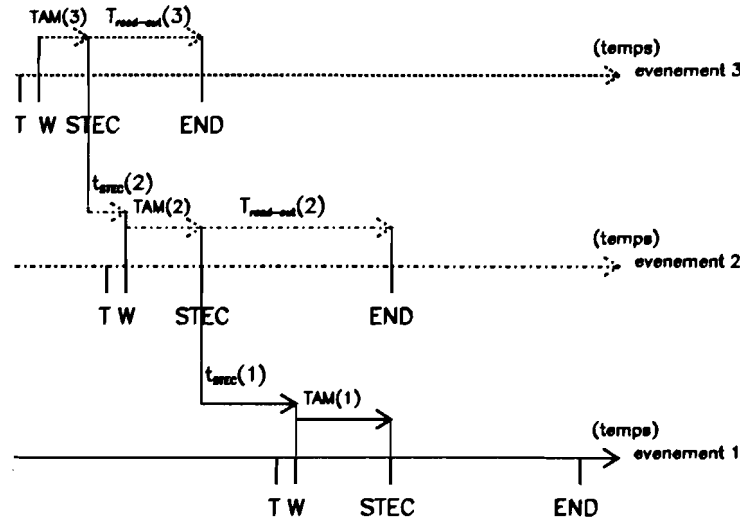 TAM(3) T_read-out(3)
(temps)
evenement 3
T W STEC END
t_STEC(2)
TAM(2) T_read-out(2)
(temps)
evenement 2
T W STEC END
t_STEC(1)
TAM(1)
(temps)
evenement 1
T W STEC END